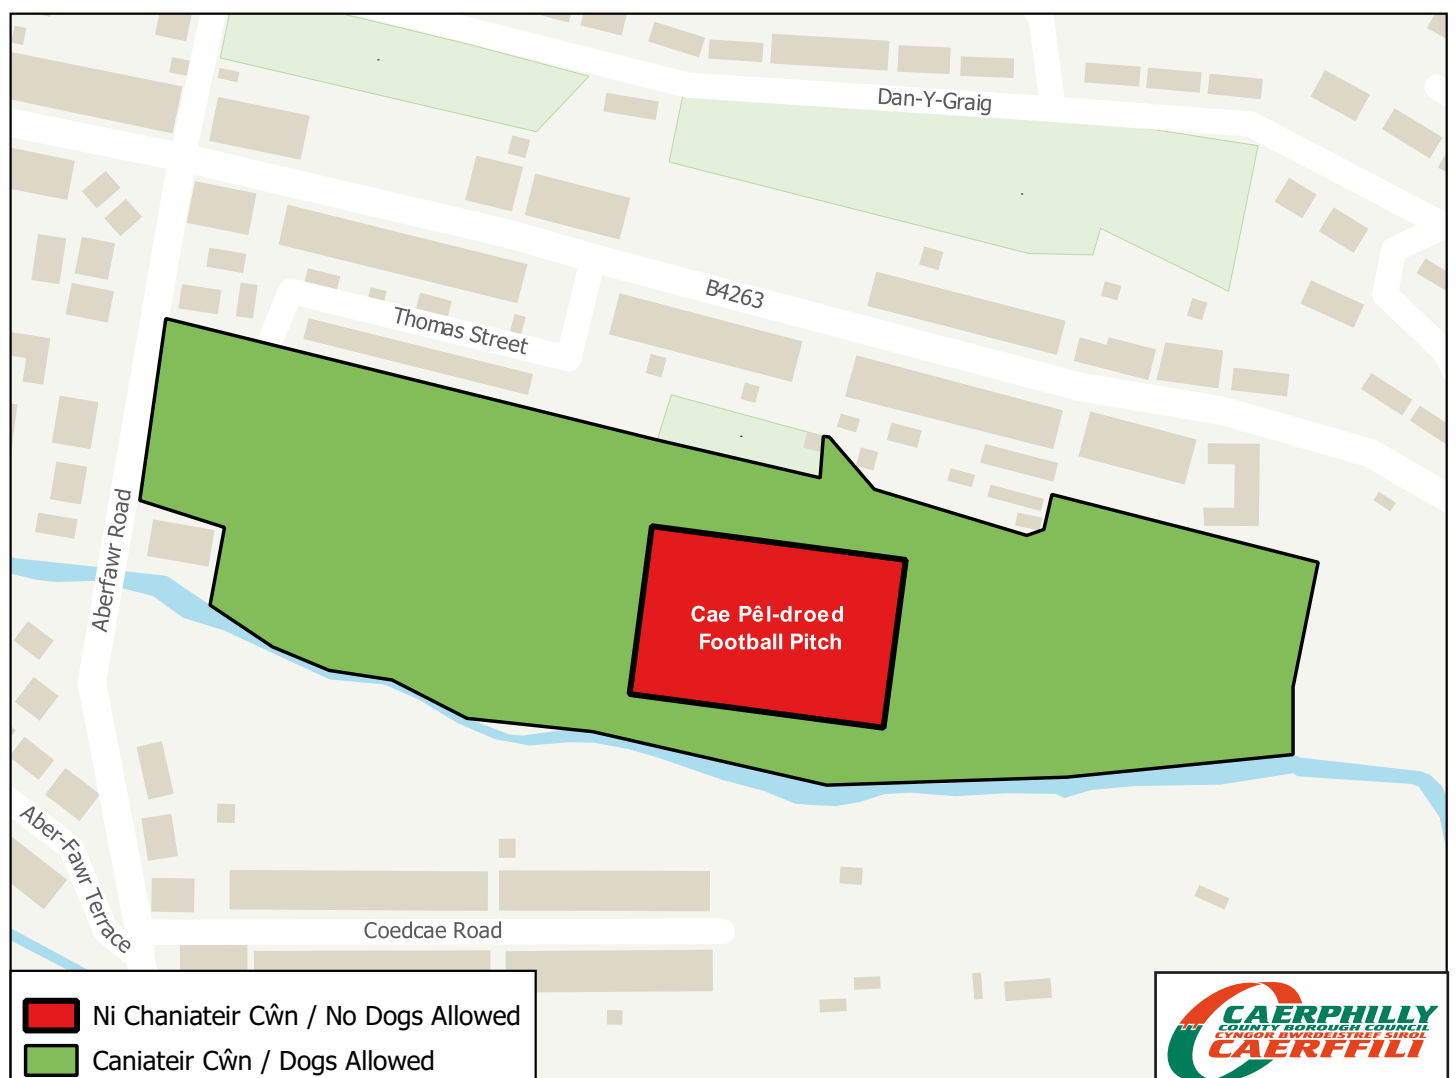 Dan-Y-Graig
B4263
Thomas Street
Aberfawr Road
Cae Pêl-droed
Football Pitch
Aber-Fawr Terrace
Coedcae Road
Ni Chaniateir Cŵn / No Dogs Allowed
Caniateir Cŵn / Dogs Allowed
CAERPHILLY
COUNTY BOROUGH COUNCIL
CYNGOR BWRDEISTREF SIROL
CAERFFILI